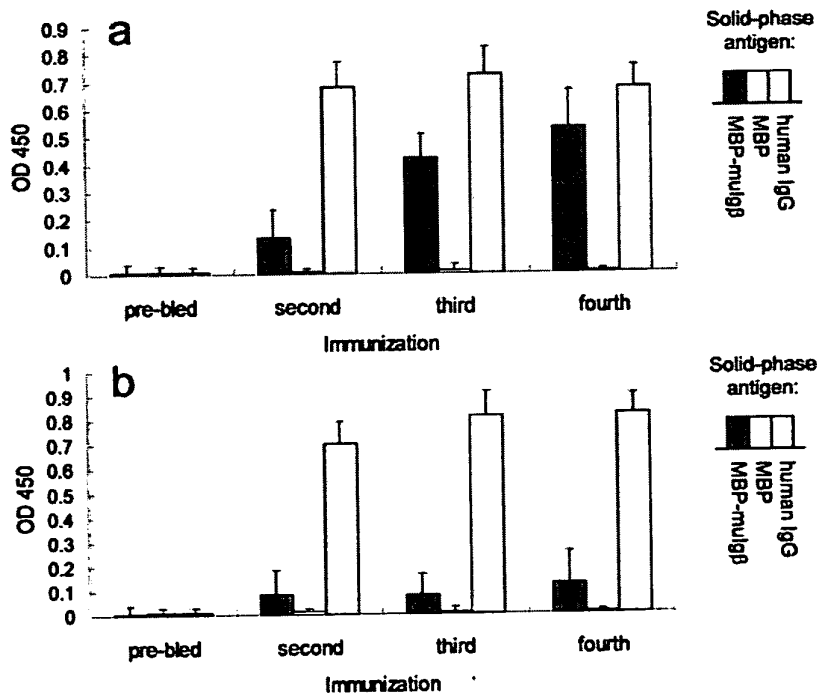 a
0.9
0.8
0.7
0.6
0.5
0.4
0.3
0.2
0.1
0
OD 450
pre-bled second third fourth
Immunization
Solid-phase
antigen:
MBP-muIgβ
MBP
human IgG
b
1
0.9
0.8
0.7
0.6
0.5
0.4
0.3
0.2
0.1
0
OD 450
pre-bled second third fourth
Immunization
Solid-phase
antigen:
MBP-muIgβ
MBP
human IgG